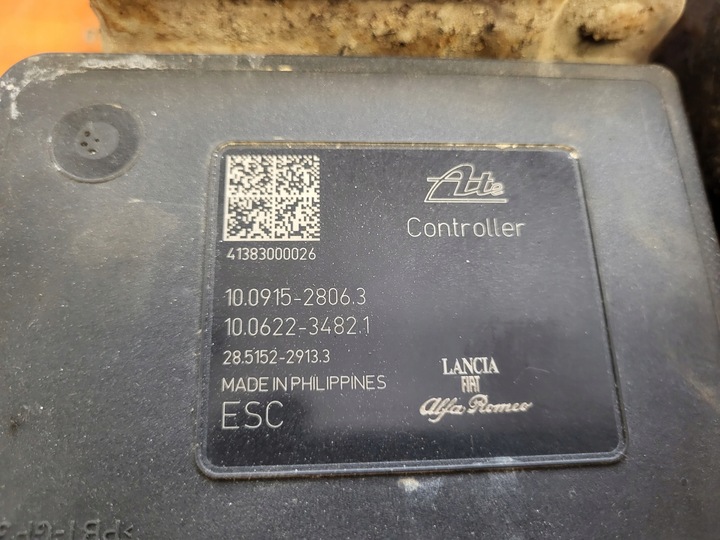 Ate
Controller
41383000026
10.0915-2806.3
10.0622-3482.1
28.5152-2913.3
MADE IN PHILIPPINES
ESC
LANCIA
FIAT
Alfa Romeo